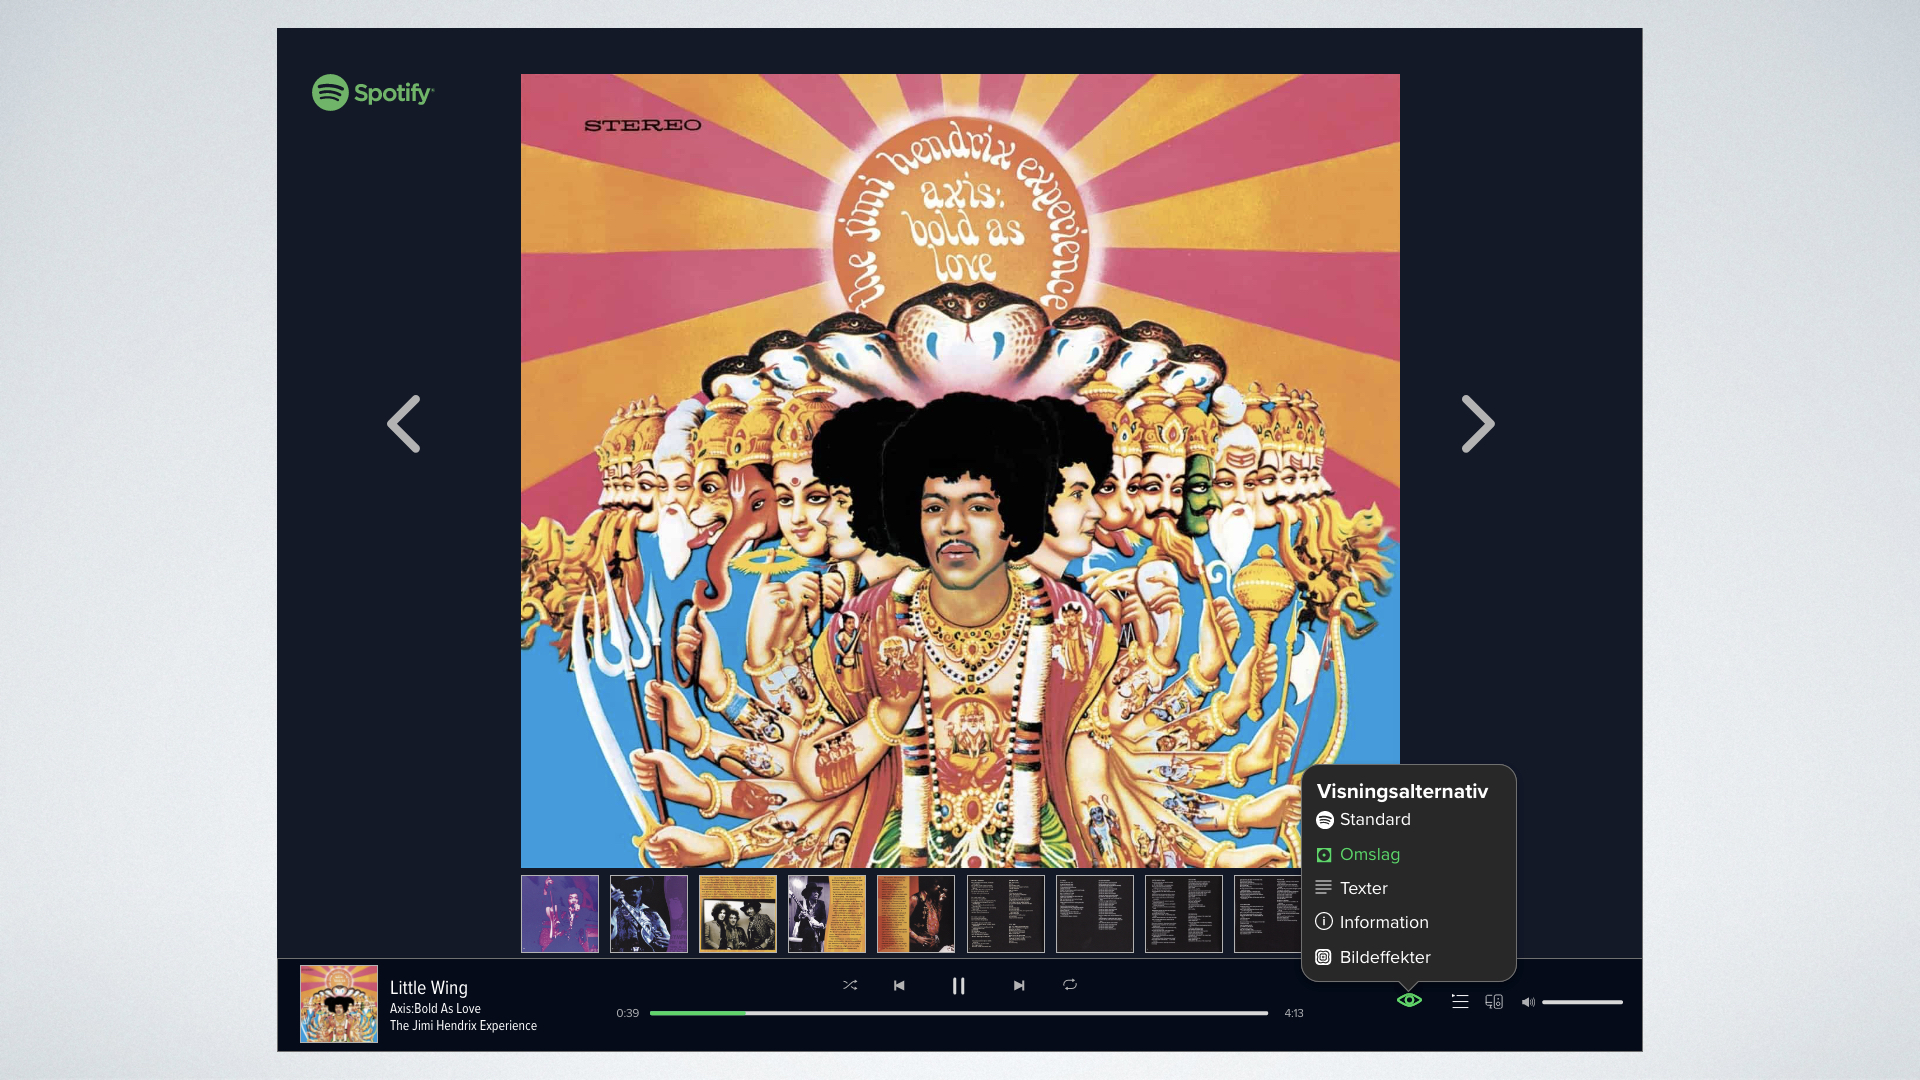 Spotify
STEREO
the Jimi hendrix experience
axis:
bold as
love
Visningsalternativ
Standard
Omslag
Texter
Information
Bildeffekter
Little Wing
Axis:Bold As Love
The Jimi Hendrix Experience
0:39
4:13